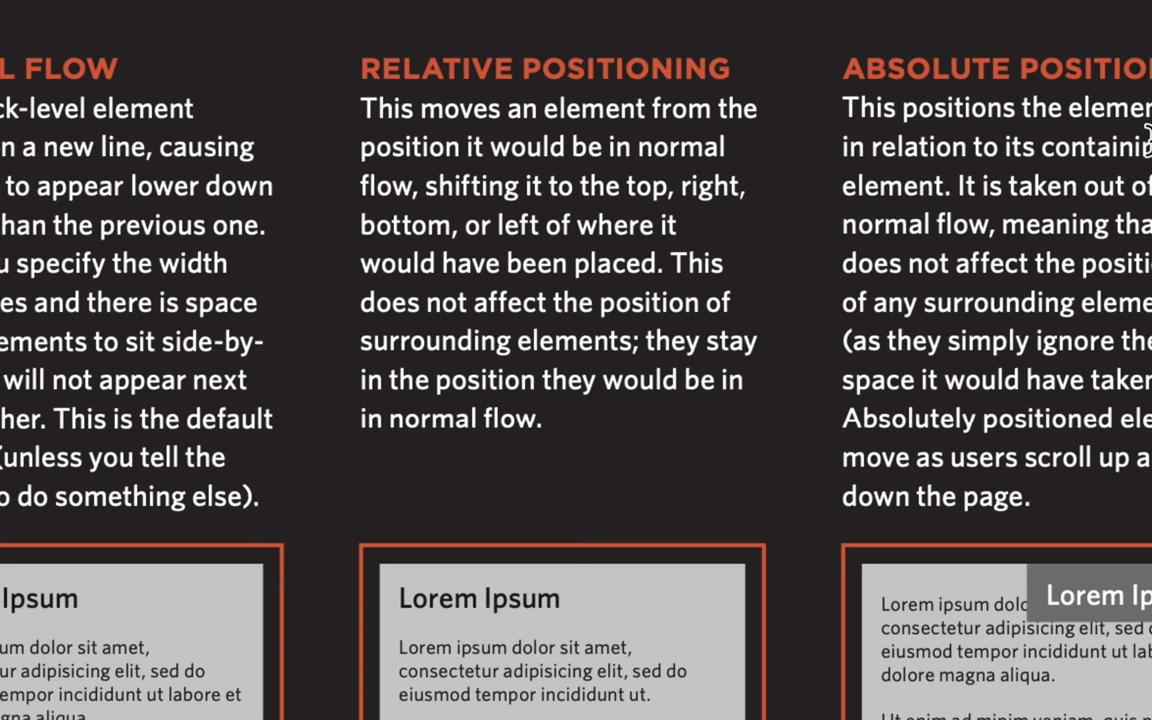 L FLOW
ck-level element
n a new line, causing
to appear lower down
han the previous one.
u specify the width
es and there is space
ements to sit side-by-
will not appear next
her. This is the default
(unless you tell the
o do something else).
Ipsum
um dolor sit amet,
ur adipisicing elit, sed do
tempor incididunt ut labore et
magna aliqua.
RELATIVE POSITIONING
This moves an element from the
position it would be in normal
flow, shifting it to the top, right,
bottom, or left of where it
would have been placed. This
does not affect the position of
surrounding elements; they stay
in the position they would be in
in normal flow.
Lorem Ipsum
Lorem ipsum dolor sit amet,
consectetur adipisicing elit, sed do
eiusmod tempor incididunt ut.
ABSOLUTE POSITIO
This positions the elemen
in relation to its containin
element. It is taken out of
normal flow, meaning tha
does not affect the positi
of any surrounding eleme
(as they simply ignore the
space it would have taken
Absolutely positioned ele
move as users scroll up a
down the page.
Lorem Ip
Lorem ipsum dolo
consectetur adipisicing elit, sed
eiusmod tempor incididunt ut lab
dolore magna aliqua.
Ut enim ad minim veniam, quis n